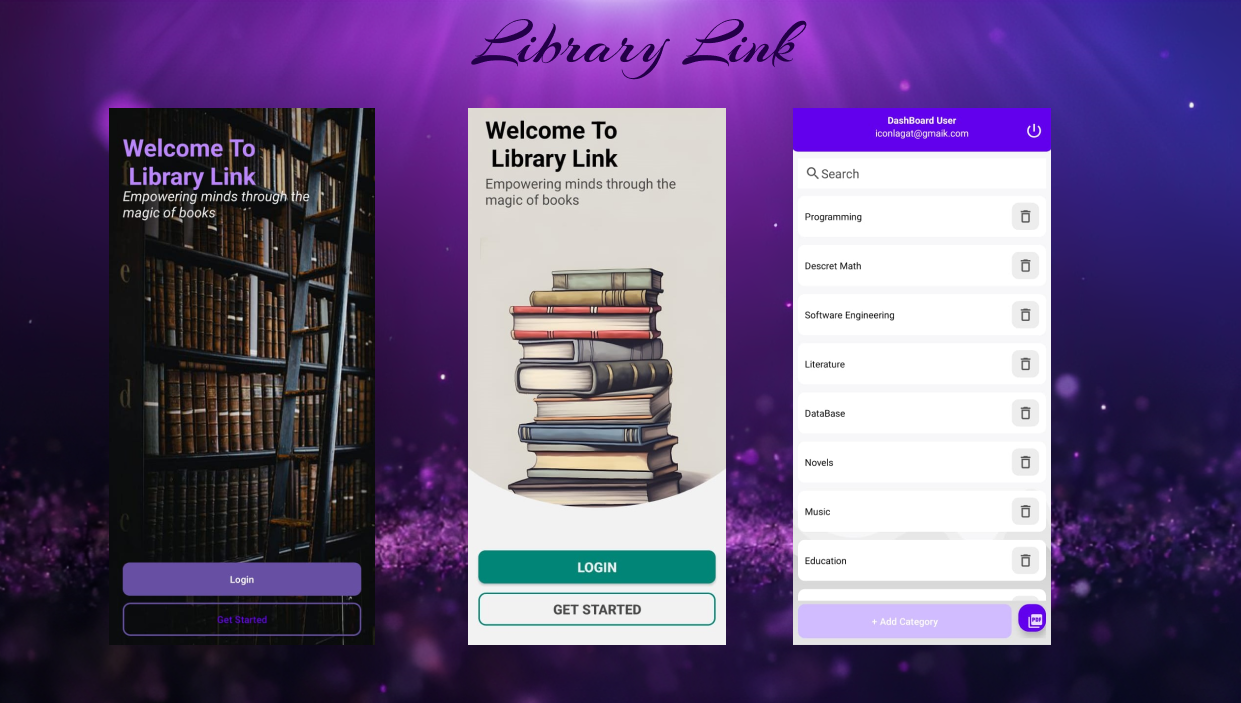 Library Link
Welcome To
Library Link
Empowering minds through the
magic of books
Login
Get Started
Welcome To
Library Link
Empowering minds through the
magic of books
LOGIN
GET STARTED
DashBoard User
iconlagat@gmaik.com
Search
Programming
Descret Math
Software Engineering
Literature
DataBase
Novels
Music
Education
+ Add Category
PDF